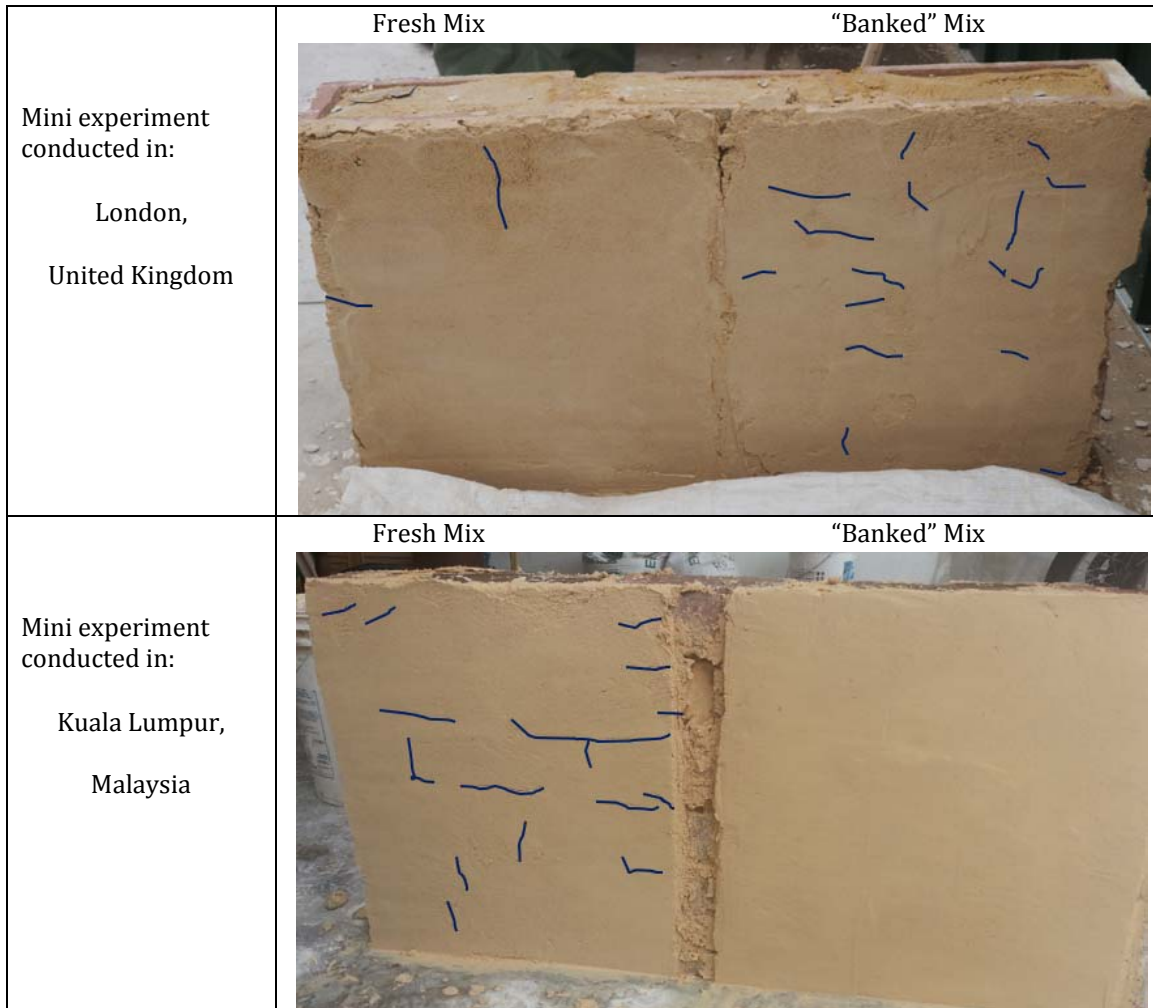 Fresh Mix “Banked” Mix
Mini experiment
conducted in:
London,
United Kingdom
Fresh Mix “Banked” Mix
Mini experiment
conducted in:
Kuala Lumpur,
Malaysia